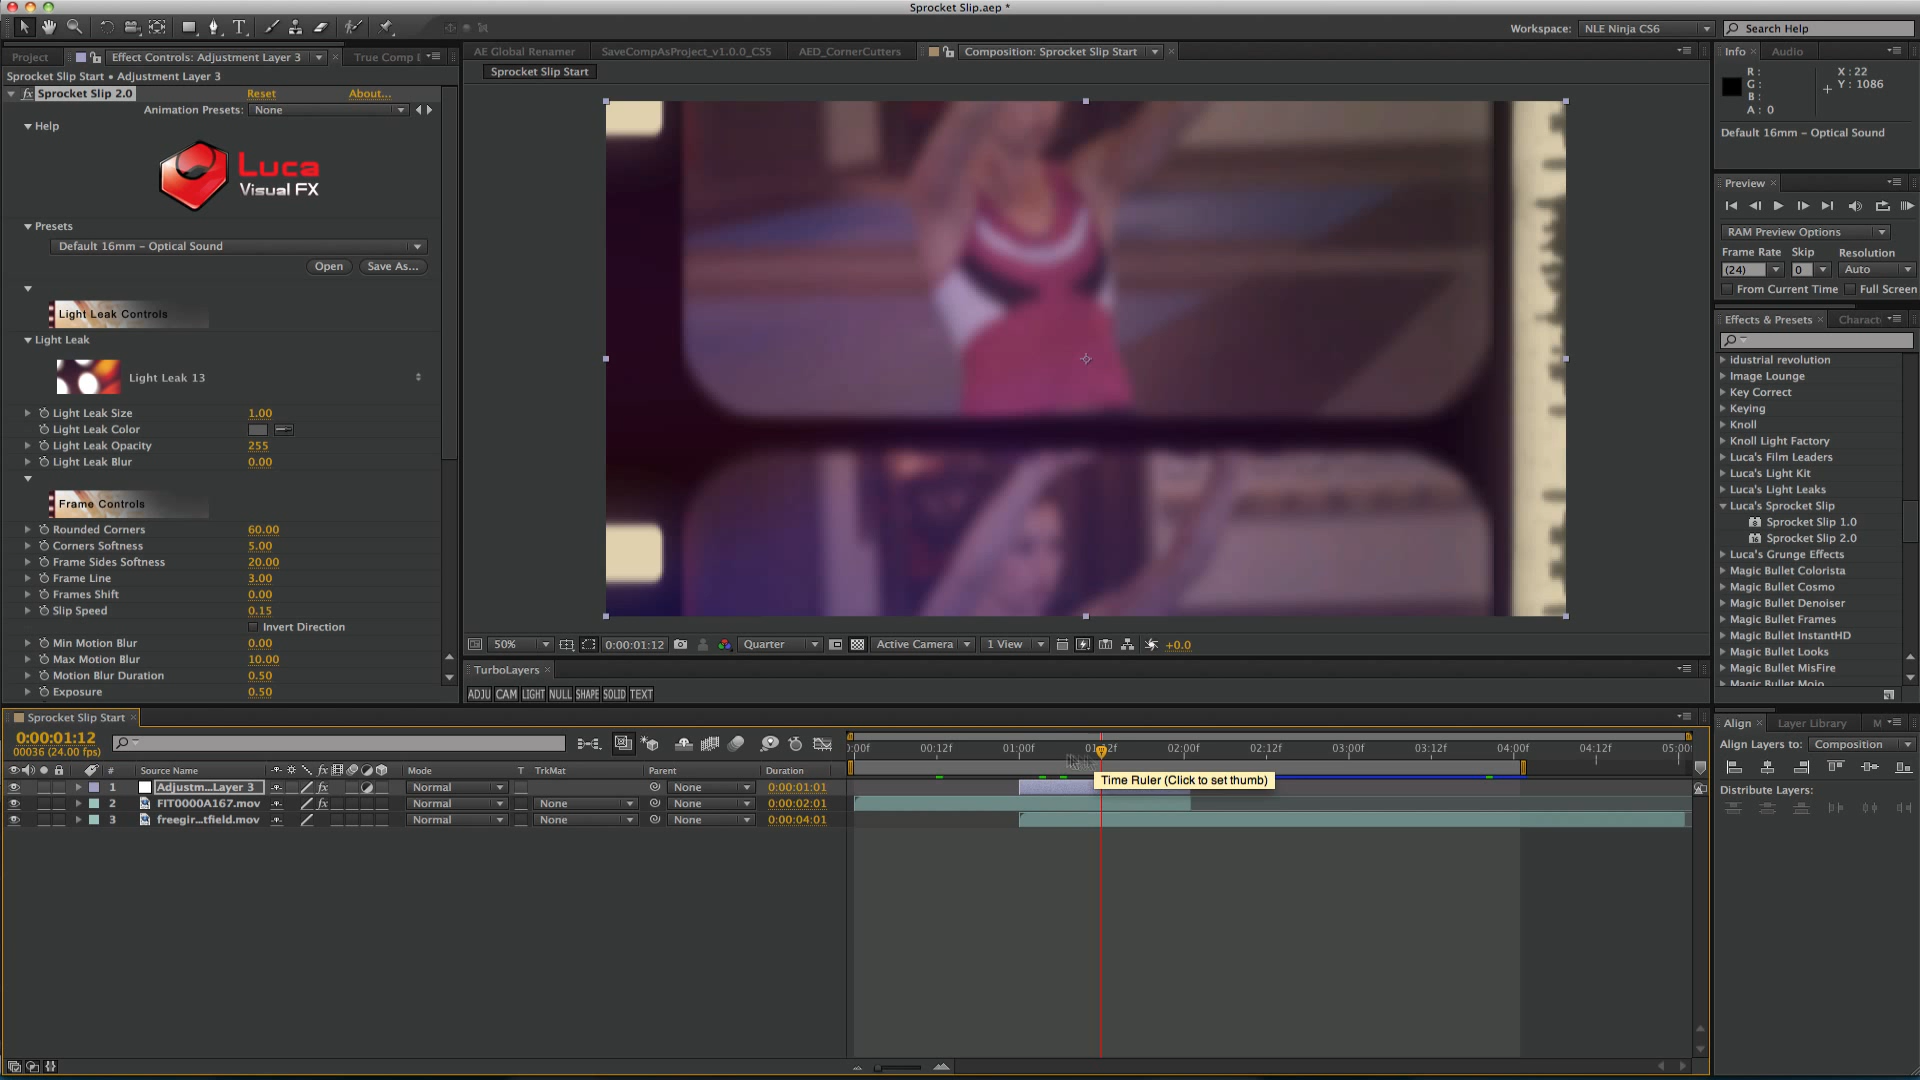 Sprocket Slip.aep *
Workspace: NLE Ninja CS6 Search Help
Project Effect Controls: Adjustment Layer 3 True Comp
AE Global Renamer SaveCompAsProject_v1.0.0_CS5 AED_CornerCutters Composition: Sprocket Slip Start
Info Audio
Sprocket Slip Start • Adjustment Layer 3
Sprocket Slip Start
R: X: 22
G: Y: 1086
B:
A: 0
Default 16mm – Optical Sound
fx Sprocket Slip 2.0 Reset About...
Animation Presets: None
Help
Luca
Visual FX
Presets
Default 16mm – Optical Sound
Open Save As...
Light Leak Controls
Light Leak
Light Leak 13
Light Leak Size 1.00
Light Leak Color
Light Leak Opacity 255
Light Leak Blur 0.00
Frame Controls
Rounded Corners 60.00
Corners Softness 5.00
Frame Sides Softness 20.00
Frame Line 3.00
Frames Shift 0.00
Slip Speed 0.15
Invert Direction
Min Motion Blur 0.00
Max Motion Blur 10.00
Motion Blur Duration 0.50
Exposure 0.50
50% 0:00:01:12 Quarter Active Camera 1 View +0.0
TurboLayers
ADJU CAM LIGHT NULL SHAPE SOLID TEXT
Preview
RAM Preview Options
Frame Rate Skip Resolution
(24) 0 Auto
From Current Time Full Screen
Effects & Presets Charact
idustrial revolution
Image Lounge
Key Correct
Keying
Knoll
Knoll Light Factory
Luca's Film Leaders
Luca's Light Kit
Luca's Light Leaks
Luca's Sprocket Slip
Sprocket Slip 1.0
Sprocket Slip 2.0
Luca's Grunge Effects
Magic Bullet Colorista
Magic Bullet Cosmo
Magic Bullet Denoiser
Magic Bullet Frames
Magic Bullet InstantHD
Magic Bullet Looks
Magic Bullet MisFire
Magic Bullet Mojo
Sprocket Slip Start
0:00:01:12
00036 (24.00 fps)
:00f 00:12f 01:00f 01:12f 02:00f 02:12f 03:00f 03:12f 04:00f 04:12f 05:00f
# Source Name fx Mode T TrkMat Parent Duration
1 Adjustm...Layer 3 fx Normal None 0:00:01:01
2 FIT0000A167.mov fx Normal None None 0:00:02:01
3 freegir...tfield.mov Normal None None 0:00:04:01
Time Ruler (Click to set thumb)
Align Layer Library M
Align Layers to: Composition
Distribute Layers: